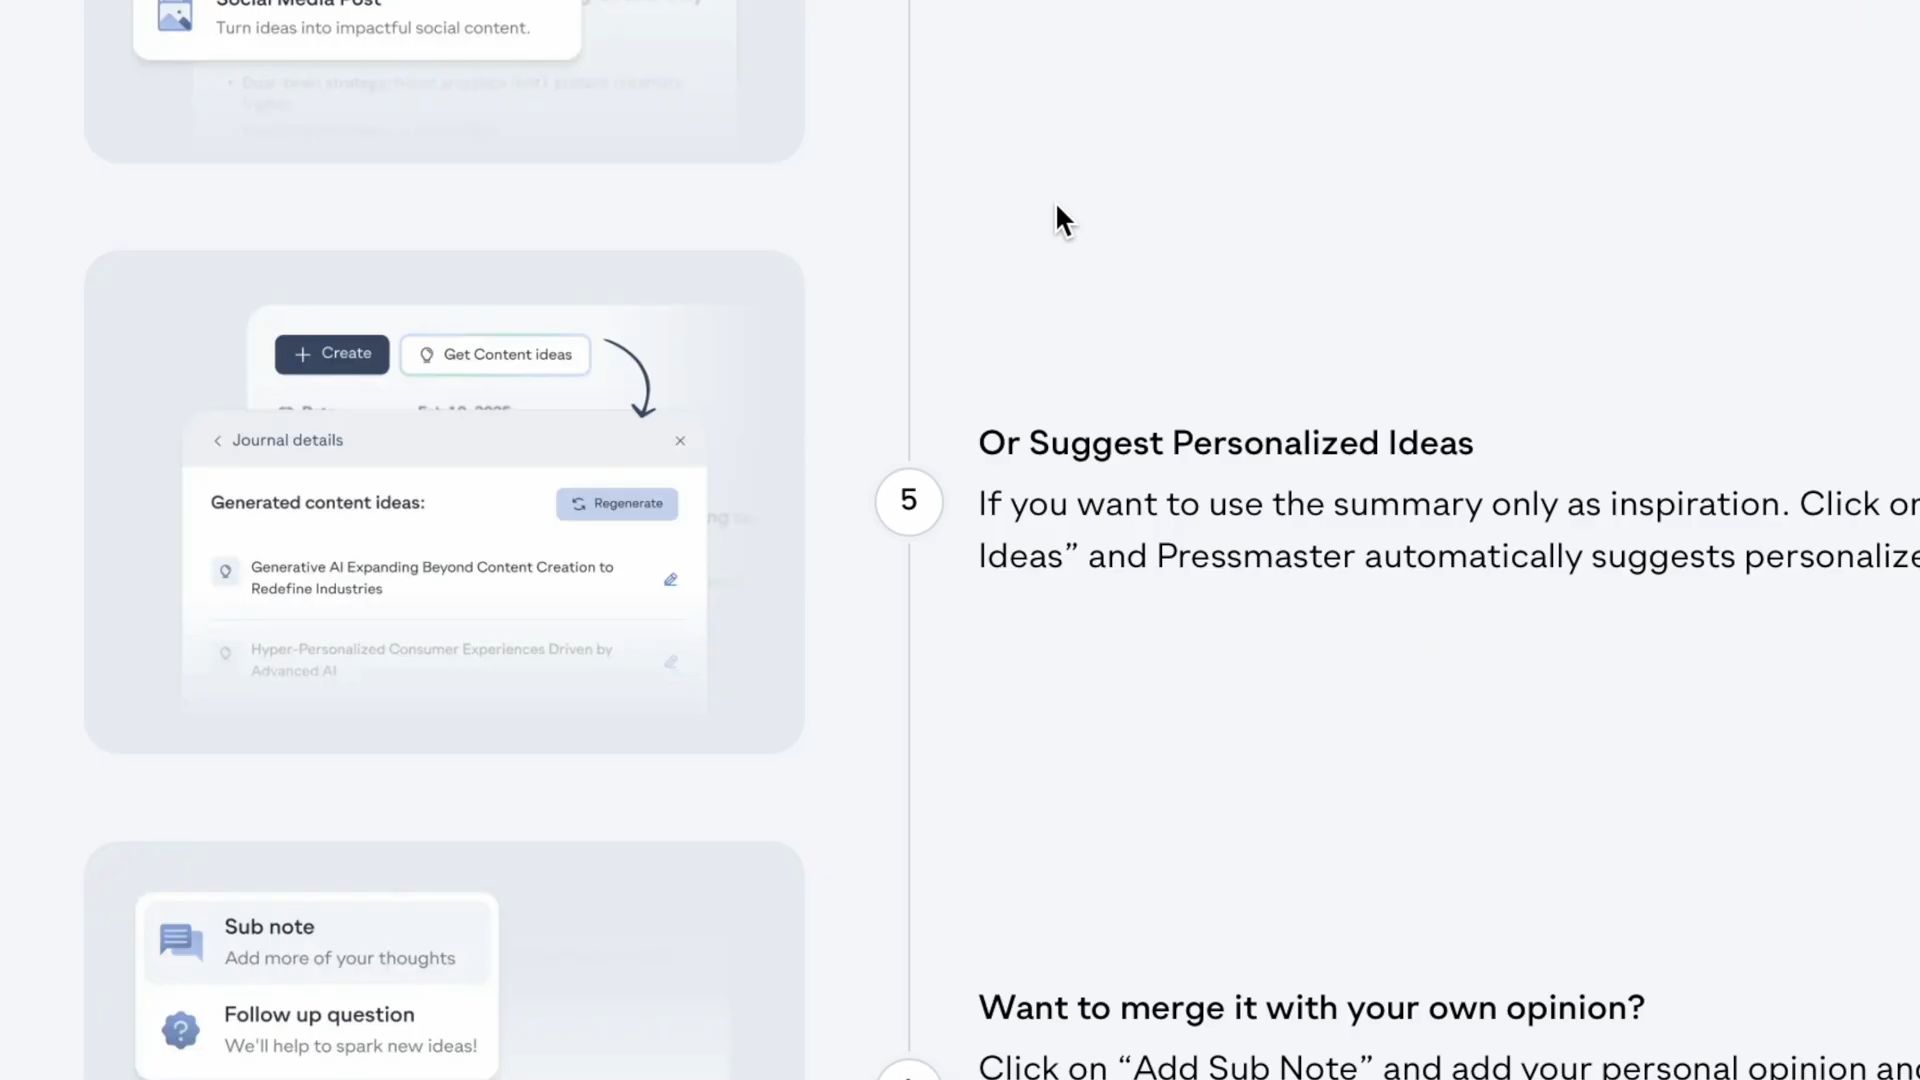 Social Media Post
Turn ideas into impactful social content.
Create
Get Content ideas
Journal details
Generated content ideas:
Regenerate
Generative AI Expanding Beyond Content Creation to
Redefine Industries
Hyper-Personalized Consumer Experiences Driven by
Advanced AI
5
Or Suggest Personalized Ideas
If you want to use the summary only as inspiration. Click or
Ideas” and Pressmaster automatically suggests personalize
Sub note
Add more of your thoughts
Follow up question
We'll help to spark new ideas!
Want to merge it with your own opinion?
Click on “Add Sub Note” and add your personal opinion and